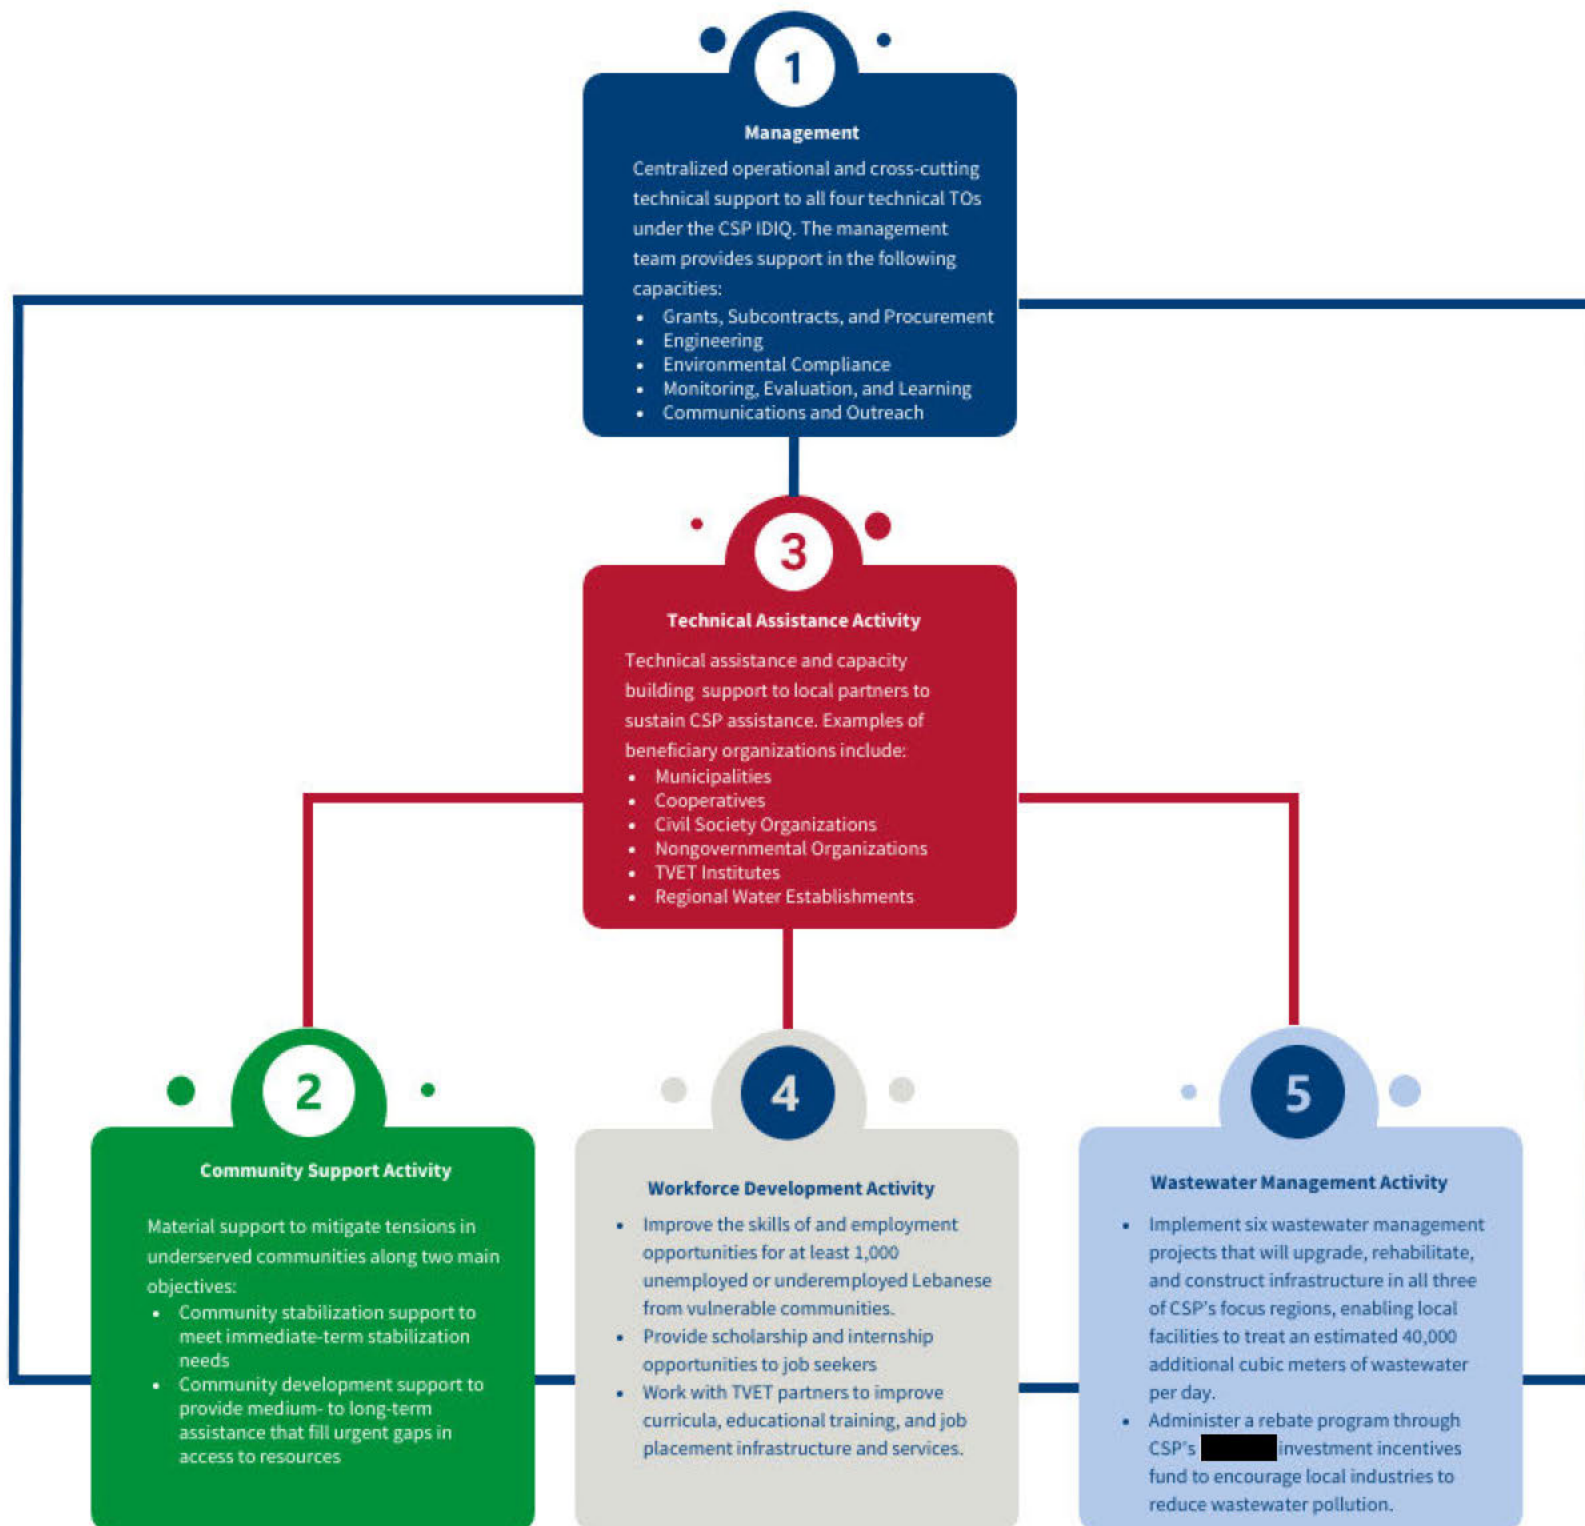 1
Management
Centralized operational and cross-cutting
technical support to all four technical TOs
under the CSP IDIQ. The management
team provides support in the following
capacities:
• Grants, Subcontracts, and Procurement
• Engineering
• Environmental Compliance
• Monitoring, Evaluation, and Learning
• Communications and Outreach
3
Technical Assistance Activity
Technical assistance and capacity
building support to local partners to
sustain CSP assistance. Examples of
beneficiary organizations include:
• Municipalities
• Cooperatives
• Civil Society Organizations
• Nongovernmental Organizations
• TVET Institutes
• Regional Water Establishments
2
Community Support Activity
Material support to mitigate tensions in
underserved communities along two main
objectives:
• Community stabilization support to
meet immediate-term stabilization
needs
• Community development support to
provide medium- to long-term
assistance that fill urgent gaps in
access to resources
4
Workforce Development Activity
• Improve the skills of and employment
opportunities for at least 1,000
unemployed or underemployed Lebanese
from vulnerable communities.
• Provide scholarship and internship
opportunities to job seekers
• Work with TVET partners to improve
curricula, educational training, and job
placement infrastructure and services.
5
Wastewater Management Activity
• Implement six wastewater management
projects that will upgrade, rehabilitate,
and construct infrastructure in all three
of CSP's focus regions, enabling local
facilities to treat an estimated 40,000
additional cubic meters of wastewater
per day.
• Administer a rebate program through
CSP's investment incentives
fund to encourage local industries to
reduce wastewater pollution.